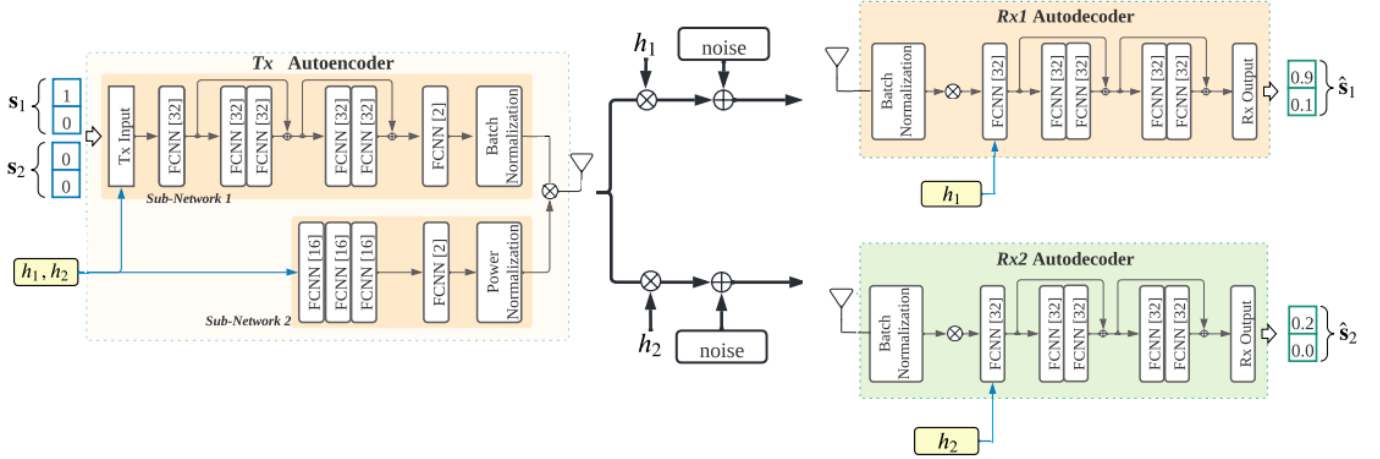 Tx Autoencoder
s₁
1
0
s₂
0
0
Tx Input
FCNN [32]
FCNN [32]
FCNN [32]
FCNN [32]
FCNN [32]
FCNN [2]
Batch
Normalization
Sub-Network 1
h₁, h₂
FCNN [16]
FCNN [16]
FCNN [16]
FCNN [2]
Power
Normalization
Sub-Network 2
h₁
noise
h₂
noise
Rx1 Autodecoder
Batch
Normalization
FCNN [32]
FCNN [32]
FCNN [32]
FCNN [32]
FCNN [32]
Rx Output
0.9
0.1
ŝ₁
h₁
Rx2 Autodecoder
Batch
Normalization
FCNN [32]
FCNN [32]
FCNN [32]
FCNN [32]
FCNN [32]
Rx Output
0.2
0.0
ŝ₂
h₂